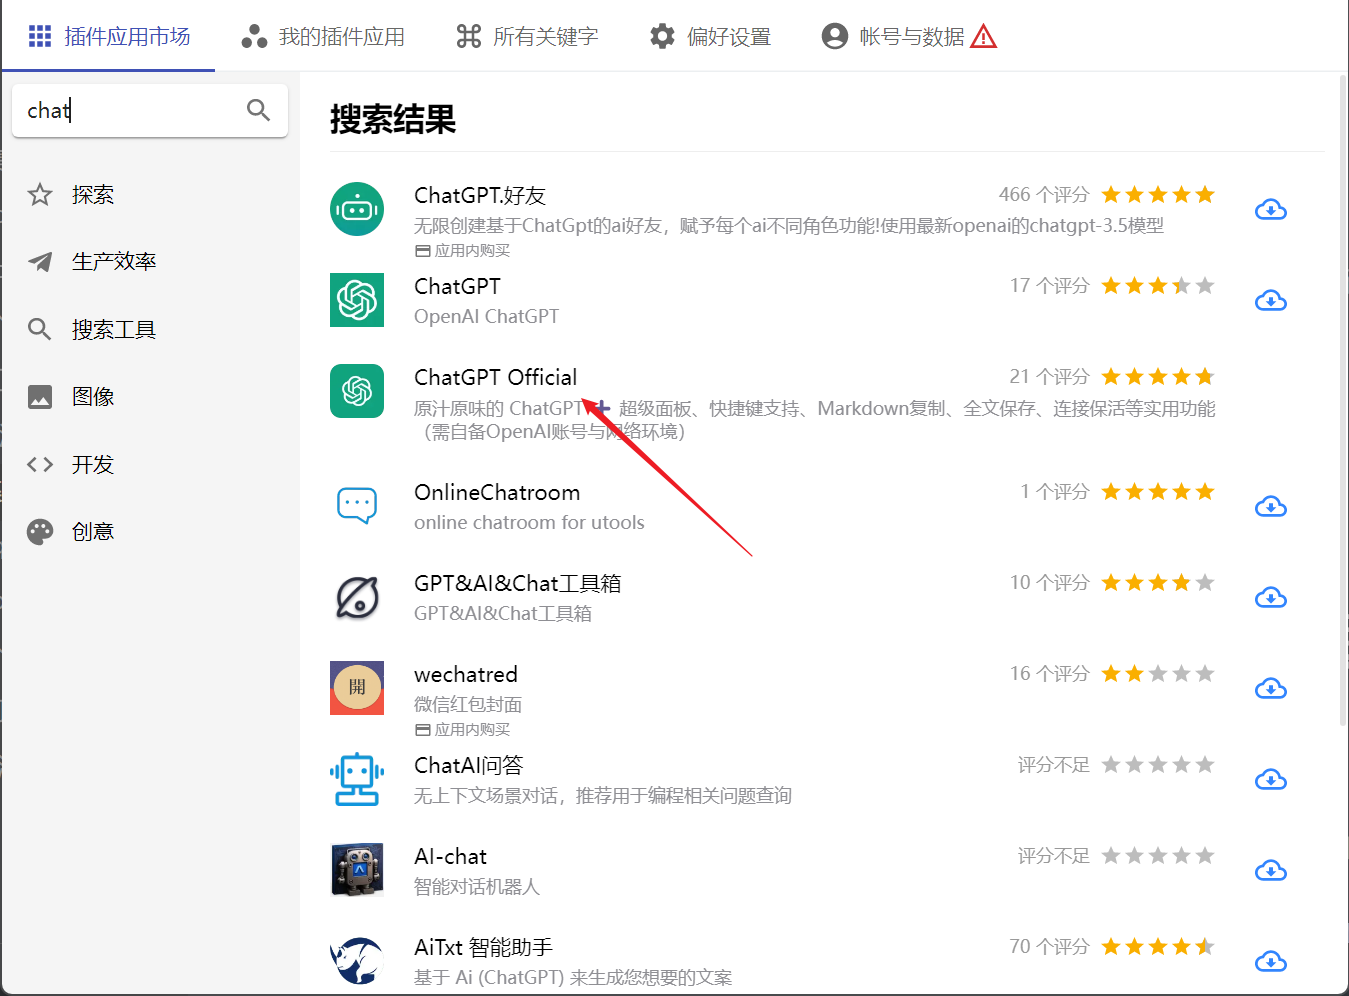 插件应用市场
我的插件应用
所有关键字
偏好设置
帐号与数据
chat
探索
生产效率
搜索工具
图像
开发
创意
搜索结果
ChatGPT.好友
466 个评分
无限创建基于ChatGpt的ai好友，赋予每个ai不同角色功能!使用最新openai的chatgpt-3.5模型
应用内购买
ChatGPT
17 个评分
OpenAI ChatGPT
ChatGPT Official
21 个评分
原汁原味的 ChatGPT ➕ 超级面板、快捷键支持、Markdown复制、全文保存、连接保活等实用功能
（需自备OpenAI账号与网络环境）
OnlineChatroom
1 个评分
online chatroom for utools
GPT&AI&Chat工具箱
10 个评分
GPT&AI&Chat工具箱
開
wechatred
16 个评分
微信红包封面
应用内购买
ChatAI问答
评分不足
无上下文场景对话，推荐用于编程相关问题查询
AI-chat
评分不足
智能对话机器人
AiTxt 智能助手
70 个评分
基于 Ai (ChatGPT) 来生成您想要的文案